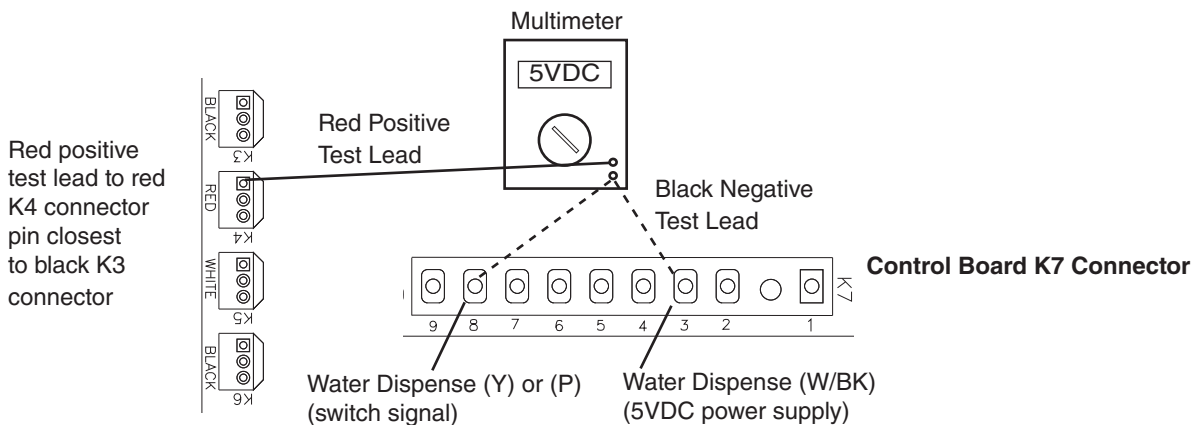 Multimeter
5VDC
Red Positive
Test Lead
Black Negative
Test Lead
Red positive
test lead to red
K4 connector
pin closest
to black K3
connector
BLACK
K3
RED
K4
WHITE
K5
BLACK
K6
Control Board K7 Connector
K7
9 8 7 6 5 4 3 2 1
Water Dispense (Y) or (P)
(switch signal)
Water Dispense (W/BK)
(5VDC power supply)